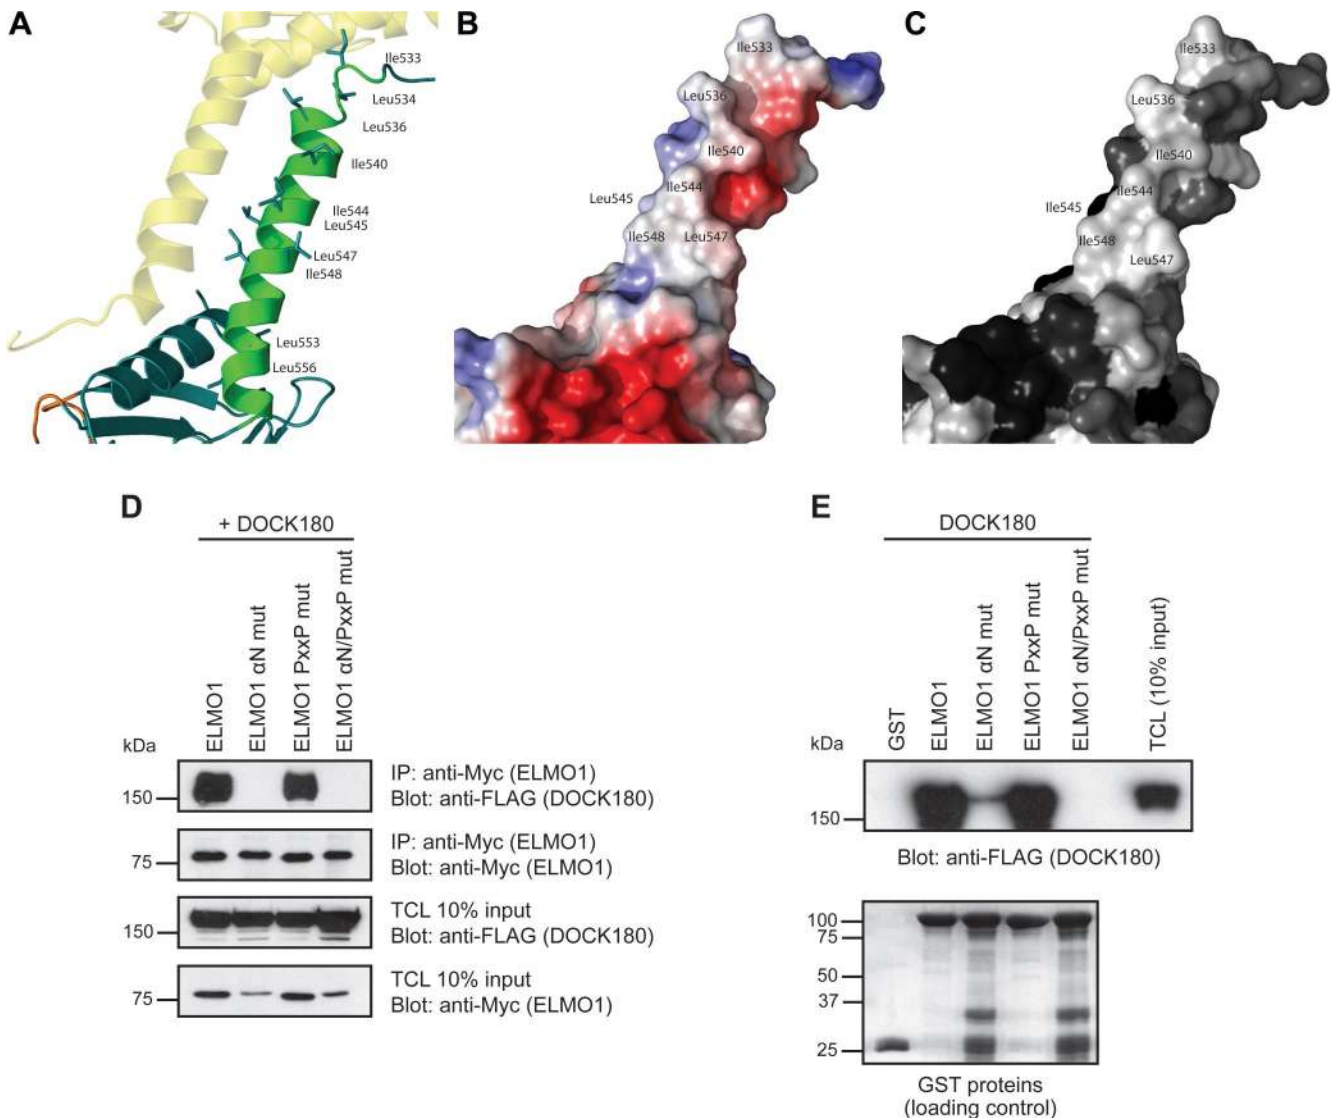 A
Ile533
Leu534
Leu536
Ile540
Ile544
Leu545
Leu547
Ile548
Leu553
Leu556
B
Ile533
Leu536
Ile540
Ile544
Leu545
Ile548
Leu547
C
Ile533
Leu536
Ile540
Ile544
Ile545
Ile548
Leu547
D
+ DOCK180
ELMO1
ELMO1 αN mut
ELMO1 PxxP mut
ELMO1 αN/PxxP mut
kDa
150
IP: anti-Myc (ELMO1)
Blot: anti-FLAG (DOCK180)
75
IP: anti-Myc (ELMO1)
Blot: anti-Myc (ELMO1)
150
TCL 10% input
Blot: anti-FLAG (DOCK180)
75
TCL 10% input
Blot: anti-Myc (ELMO1)
E
DOCK180
GST
ELMO1
ELMO1 αN mut
ELMO1 PxxP mut
ELMO1 αN/PxxP mut
TCL (10% input)
kDa
150
Blot: anti-FLAG (DOCK180)
100
75
50
37
25
GST proteins
(loading control)